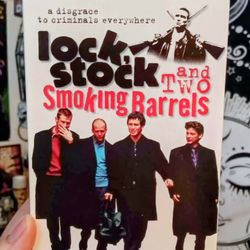 a disgrace
to criminals everywhere
lock,
stock and
Two
Smoking Barrels